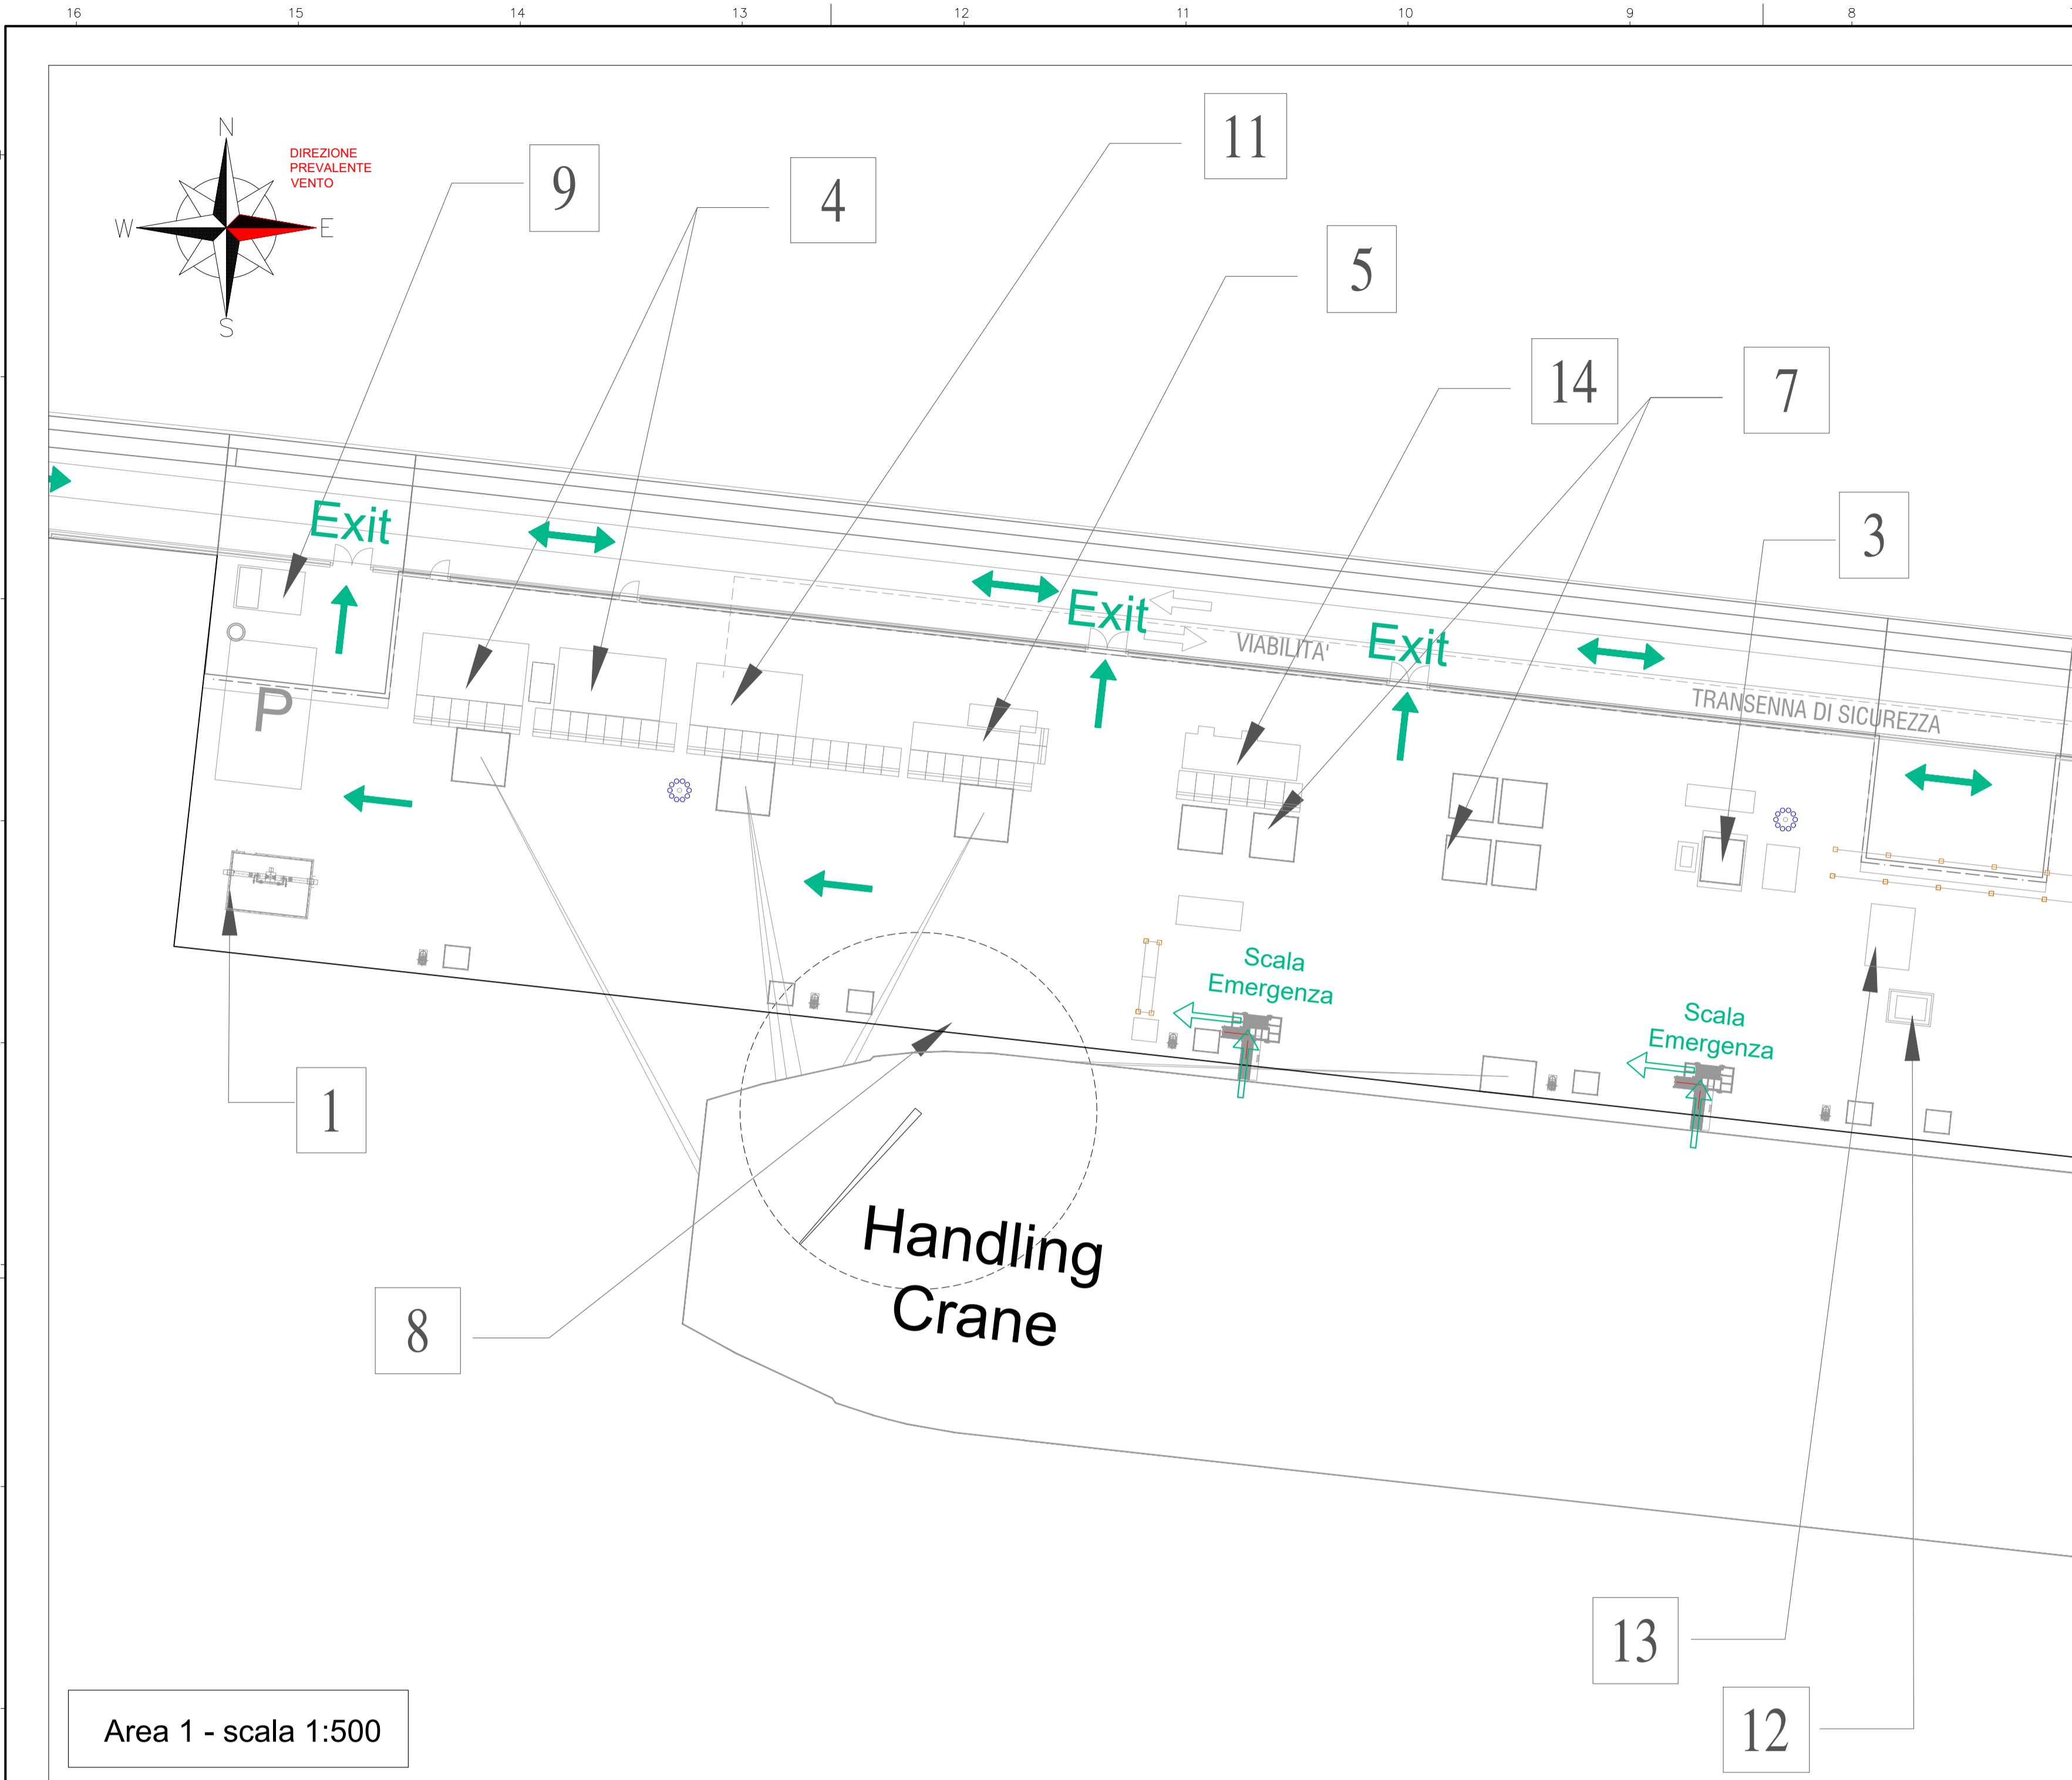 16 15 14 13 12 11 10 9 8
N
DIREZIONE
PREVALENTE
VENTO
W
E
S
9
4
11
5
14
7
3
Exit
Exit
Exit
VIABILITA'
TRANSENNA DI SICUREZZA
P
Scala
Emergenza
Scala
Emergenza
1
8
Handling
Crane
13
12
Area 1 - scala 1:500